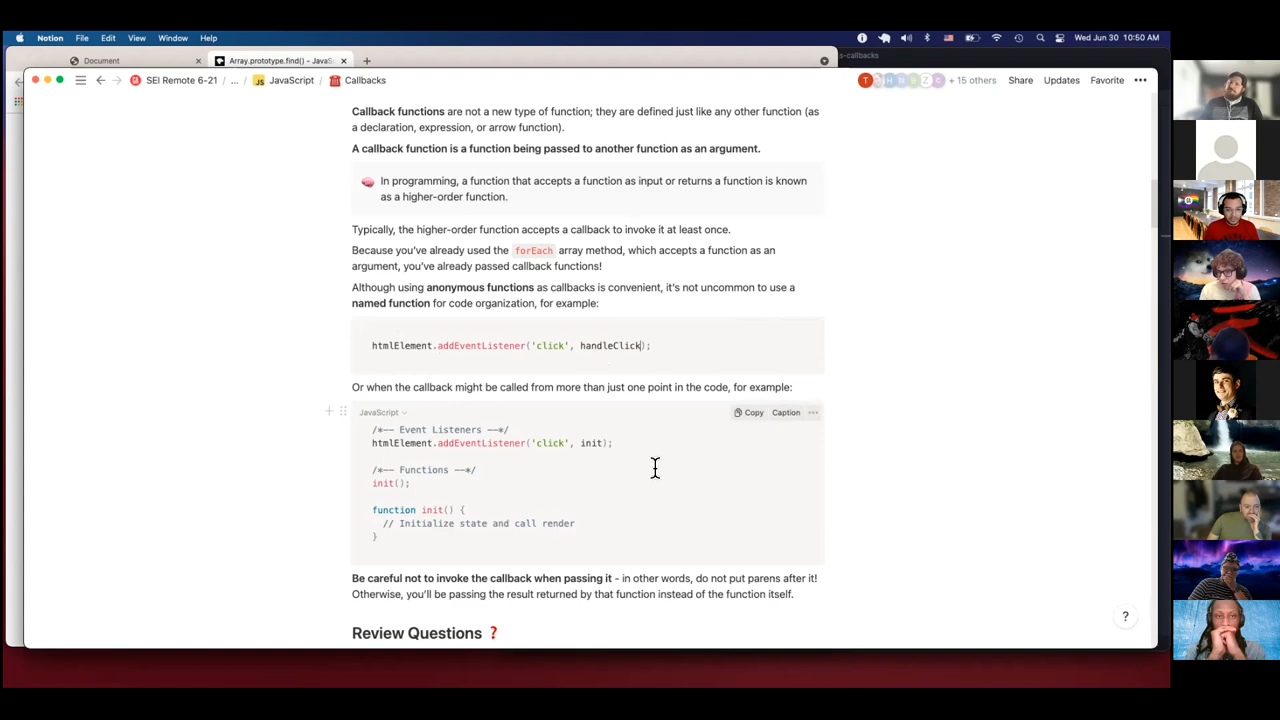 Notion File Edit View Window Help Wed Jun 30 10:50 AM
Document Array.prototype.find() - JavaS
s-callbacks
SEI Remote 6-21 ... JS JavaScript Callbacks T H N Z + 15 others Share Updates Favorite
Callback functions are not a new type of function; they are defined just like any other function (as
a declaration, expression, or arrow function).
A callback function is a function being passed to another function as an argument.
In programming, a function that accepts a function as input or returns a function is known
as a higher-order function.
Typically, the higher-order function accepts a callback to invoke it at least once.
Because you've already used the forEach array method, which accepts a function as an
argument, you've already passed callback functions!
Although using anonymous functions as callbacks is convenient, it's not uncommon to use a
named function for code organization, for example:
htmlElement.addEventListener('click', handleClick);
Or when the callback might be called from more than just one point in the code, for example:
JavaScript Copy Caption
/*-- Event Listeners --*/
htmlElement.addEventListener('click', init);
/*-- Functions --*/
init();
function init() {
// Initialize state and call render
}
Be careful not to invoke the callback when passing it - in other words, do not put parens after it!
Otherwise, you'll be passing the result returned by that function instead of the function itself.
?
Review Questions ❓